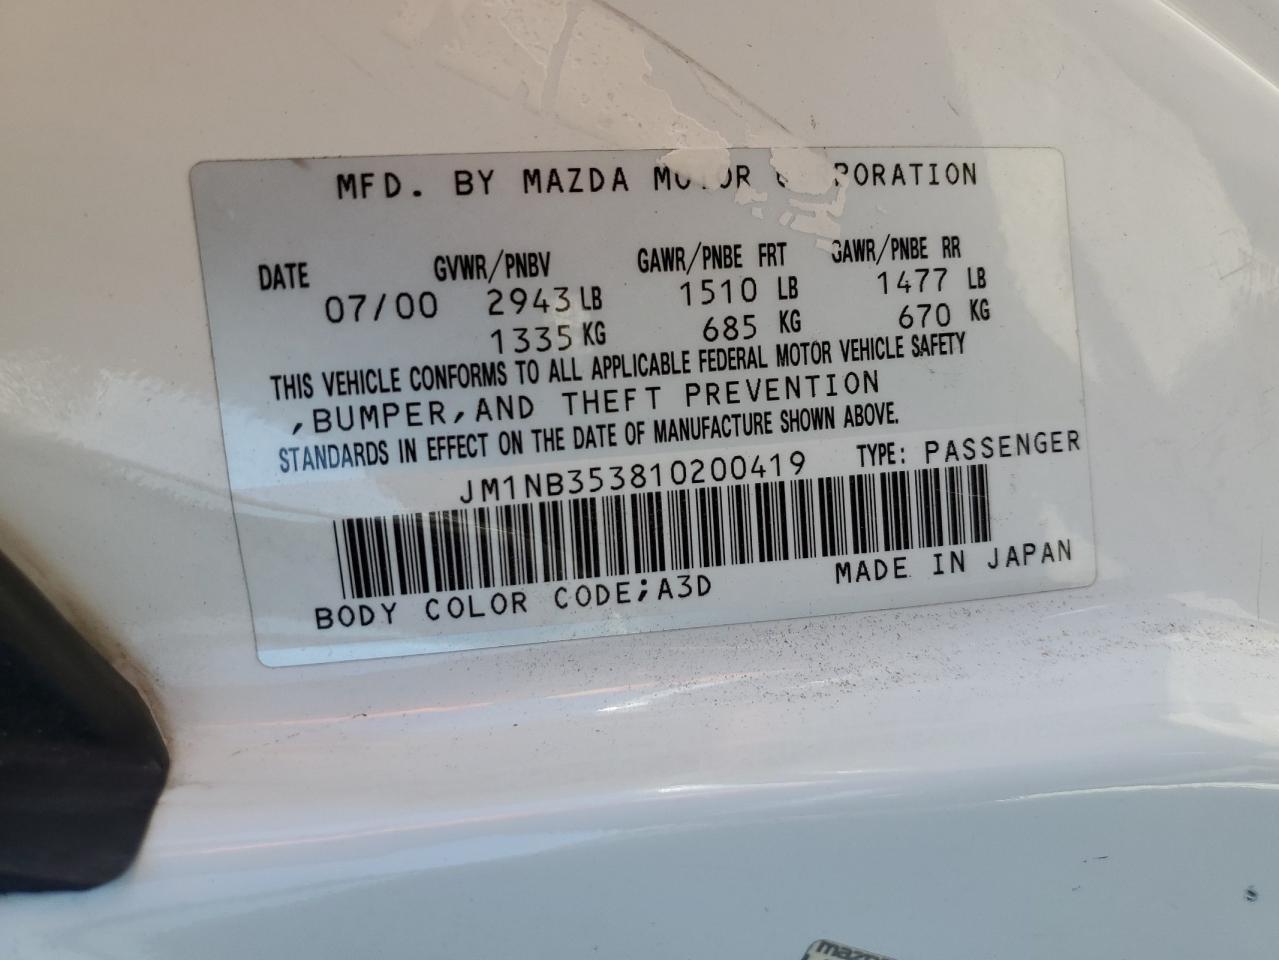 MFD. BY MAZDA MOTOR CORPORATION
DATE GVWR/PNBV GAWR/PNBE FRT GAWR/PNBE RR
07/00 2943 LB 1510 LB 1477 LB
1335 KG 685 KG 670 KG
THIS VEHICLE CONFORMS TO ALL APPLICABLE FEDERAL MOTOR VEHICLE SAFETY
,BUMPER,AND THEFT PREVENTION
STANDARDS IN EFFECT ON THE DATE OF MANUFACTURE SHOWN ABOVE.
JM1NB353810200419 TYPE: PASSENGER
BODY COLOR CODE;A3D MADE IN JAPAN